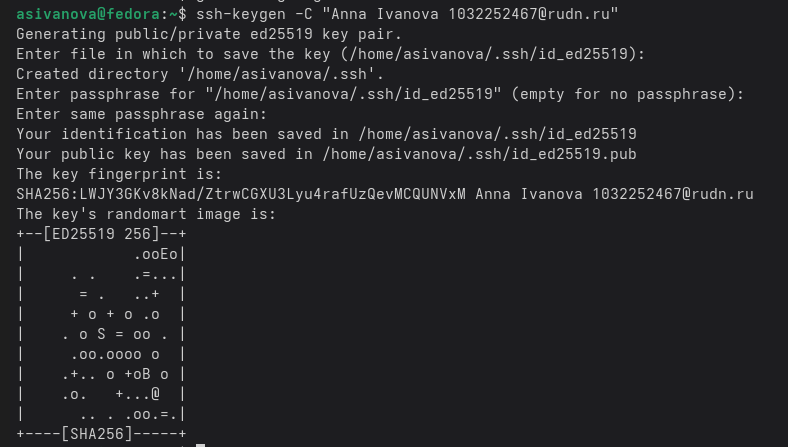 asivanova@fedora:~$ ssh-keygen -C "Anna Ivanova 1032252467@rudn.ru"
Generating public/private ed25519 key pair.
Enter file in which to save the key (/home/asivanova/.ssh/id_ed25519):
Created directory '/home/asivanova/.ssh'.
Enter passphrase for "/home/asivanova/.ssh/id_ed25519" (empty for no passphrase):
Enter same passphrase again:
Your identification has been saved in /home/asivanova/.ssh/id_ed25519
Your public key has been saved in /home/asivanova/.ssh/id_ed25519.pub
The key fingerprint is:
SHA256:LWJY3GKv8kNad/ZtrwCGXU3Lyu4rafUzQevMCQUNVxM Anna Ivanova 1032252467@rudn.ru
The key's randomart image is:
+--[ED25519 256]--+
|            .ooEo|
|     . .    .=...|
|      = .   ..+  |
|     + o + o .o  |
|    . o S = oo . |
|     .oo.oooo o  |
|    .+.. o +oB o |
|    .o.   +...@  |
|      .. . .oo.=.|
+----[SHA256]-----+